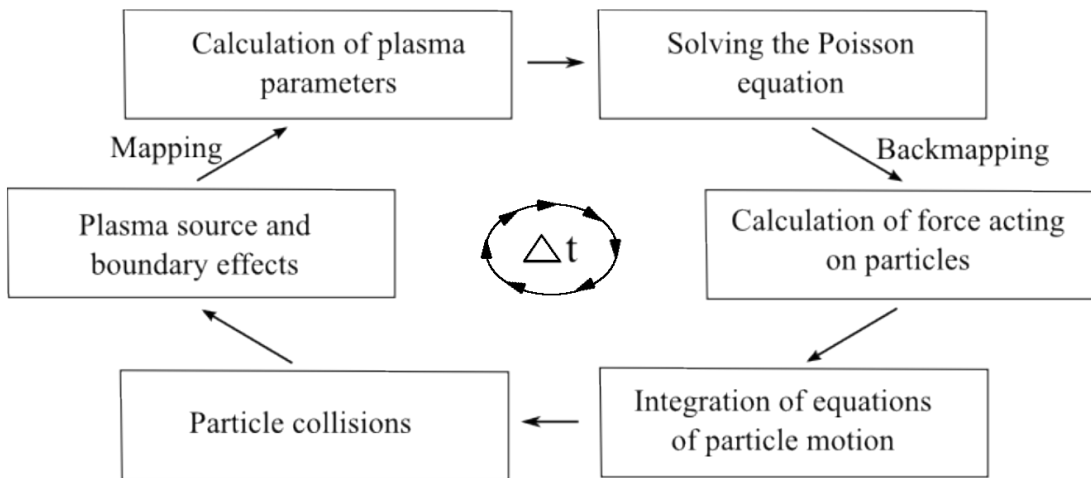 Calculation of plasma
parameters
Solving the Poisson
equation
Mapping
Backmapping
Plasma source and
boundary effects
△ t
Calculation of force acting
on particles
Particle collisions
Integration of equations
of particle motion